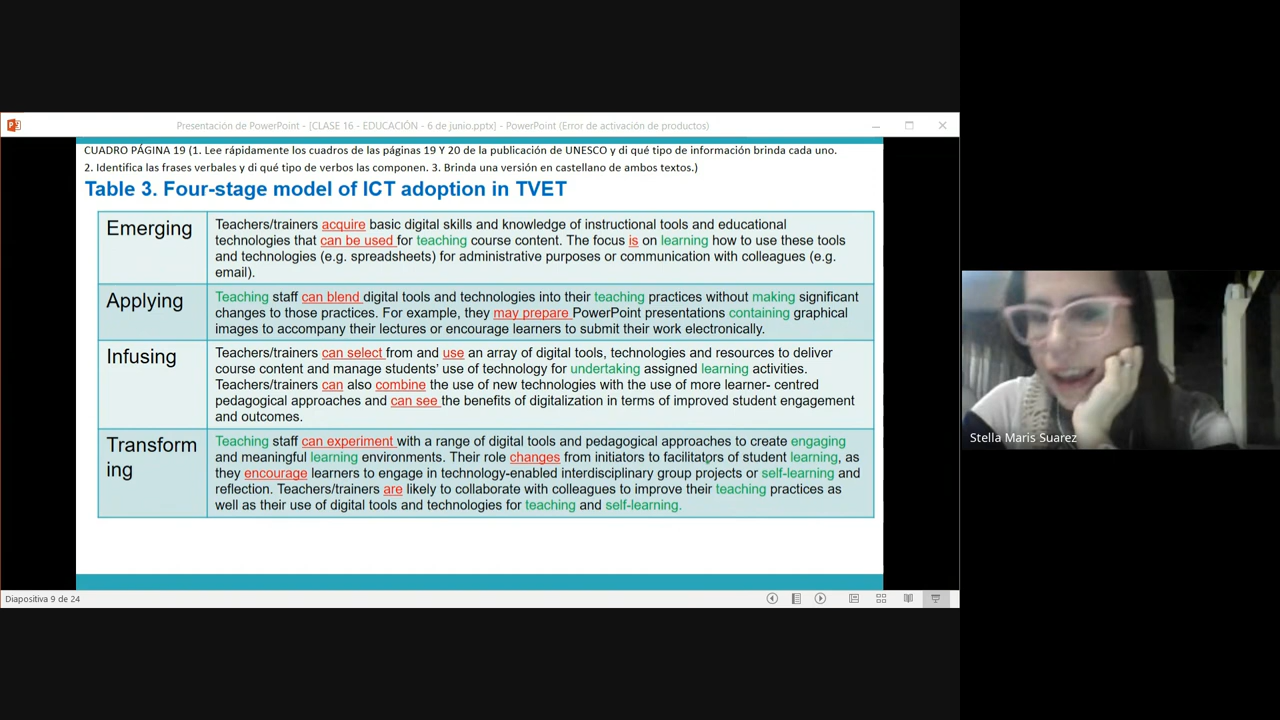 Presentación de PowerPoint - [CLASE 16 - EDUCACIÓN - 6 de junio.pptx] - PowerPoint (Error de activación de productos)
CUADRO PÁGINA 19 (1. Lee rápidamente los cuadros de las páginas 19 Y 20 de la publicación de UNESCO y di qué tipo de información brinda cada uno.
2. Identifica las frases verbales y di qué tipo de verbos las componen. 3. Brinda una versión en castellano de ambos textos.)
Table 3. Four-stage model of ICT adoption in TVET
Emerging
Teachers/trainers acquire basic digital skills and knowledge of instructional tools and educational
technologies that can be used for teaching course content. The focus is on learning how to use these tools
and technologies (e.g. spreadsheets) for administrative purposes or communication with colleagues (e.g.
email).
Applying
Teaching staff can blend digital tools and technologies into their teaching practices without making significant
changes to those practices. For example, they may prepare PowerPoint presentations containing graphical
images to accompany their lectures or encourage learners to submit their work electronically.
Infusing
Teachers/trainers can select from and use an array of digital tools, technologies and resources to deliver
course content and manage students' use of technology for undertaking assigned learning activities.
Teachers/trainers can also combine the use of new technologies with the use of more learner- centred
pedagogical approaches and can see the benefits of digitalization in terms of improved student engagement
and outcomes.
Transform
ing
Teaching staff can experiment with a range of digital tools and pedagogical approaches to create engaging
and meaningful learning environments. Their role changes from initiators to facilitators of student learning, as
they encourage learners to engage in technology-enabled interdisciplinary group projects or self-learning and
reflection. Teachers/trainers are likely to collaborate with colleagues to improve their teaching practices as
well as their use of digital tools and technologies for teaching and self-learning.
Diapositiva 9 de 24
Stella Maris Suarez